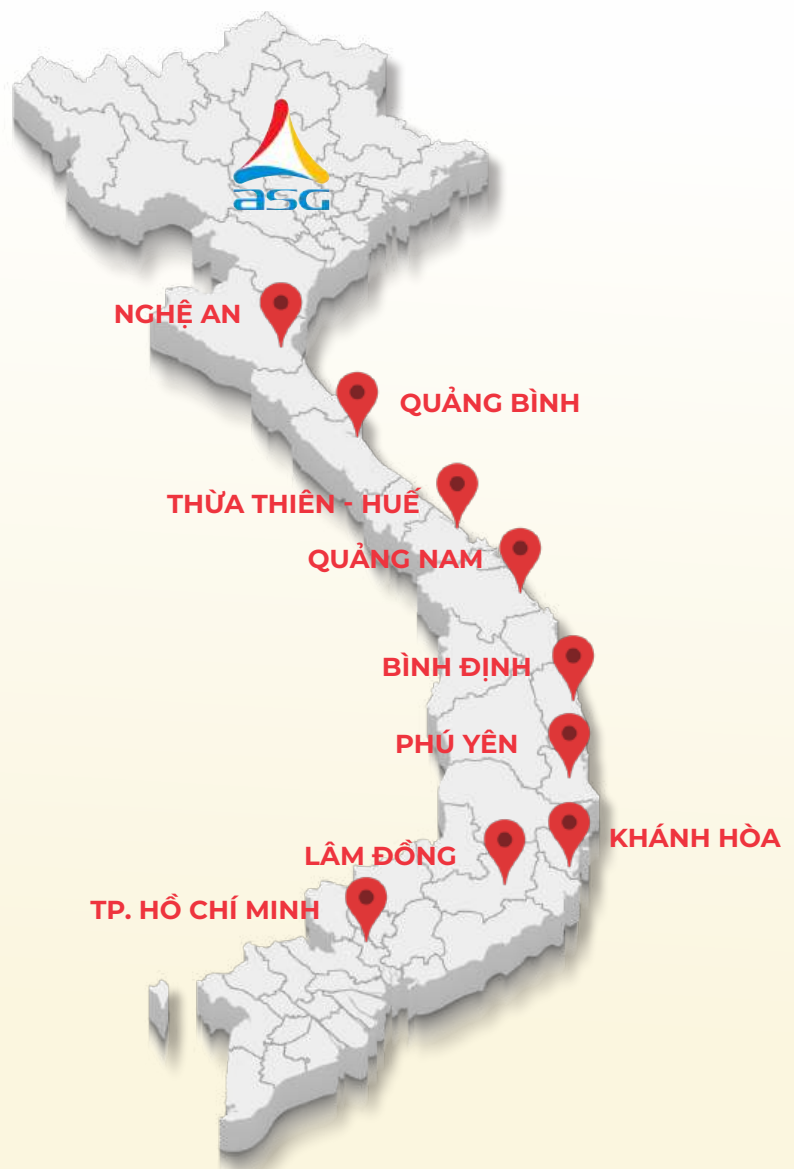 asg
NGHỆ AN
QUẢNG BÌNH
THỪA THIÊN - HUẾ
QUẢNG NAM
BÌNH ĐỊNH
PHÚ YÊN
KHÁNH HÒA
LÂM ĐỒNG
TP. HỒ CHÍ MINH